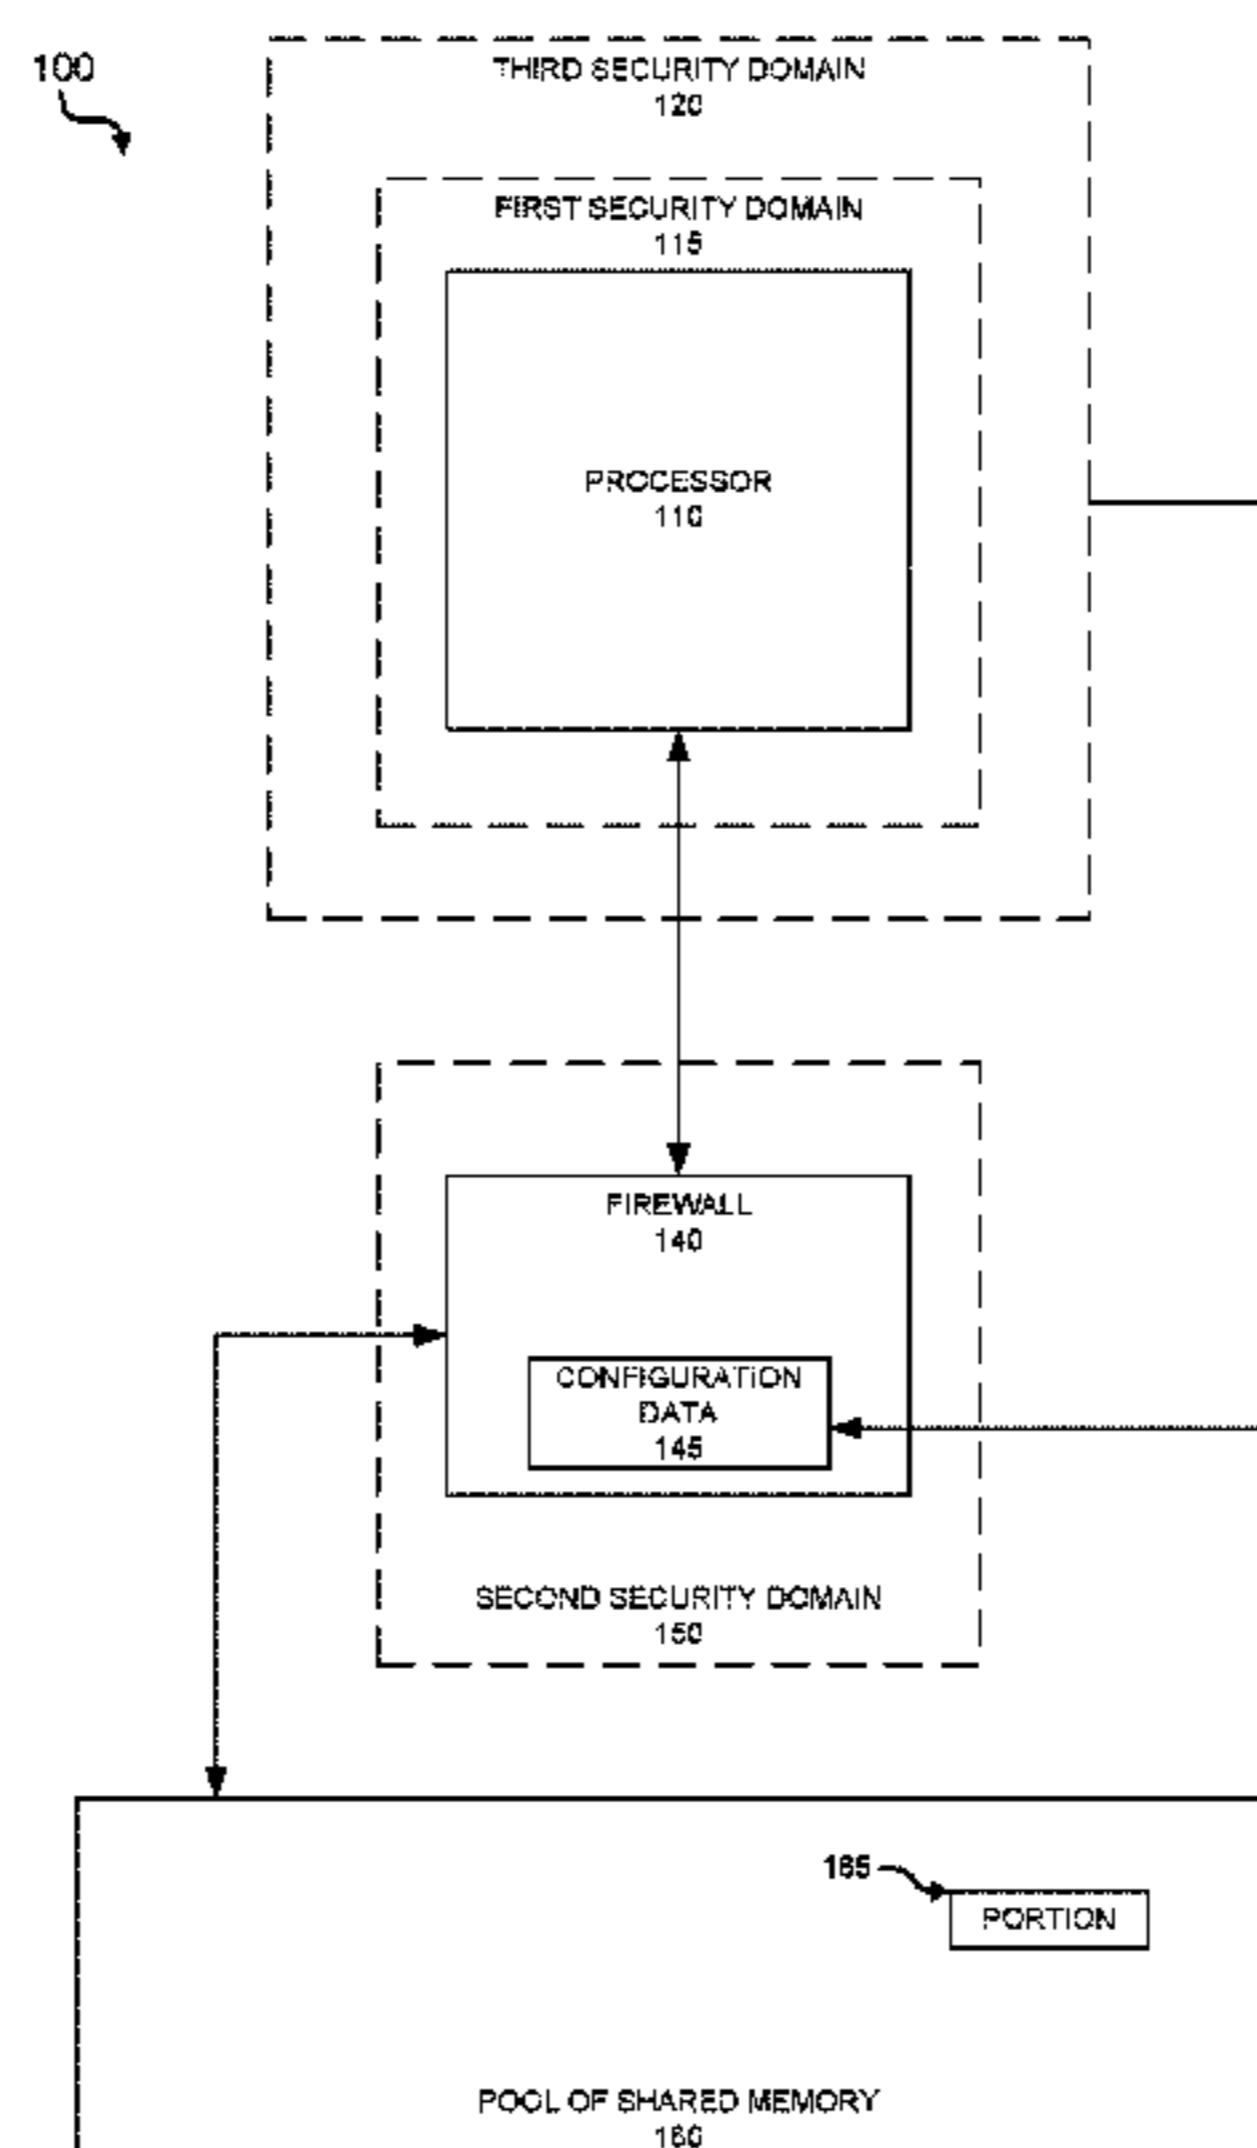 100
THIRD SECURITY DOMAIN
120
FIRST SECURITY DOMAIN
115
PROCESSOR
110
FIREWALL
140
CONFIGURATION
DATA
145
SECOND SECURITY DOMAIN
150
165
PORTION
POOL OF SHARED MEMORY
160